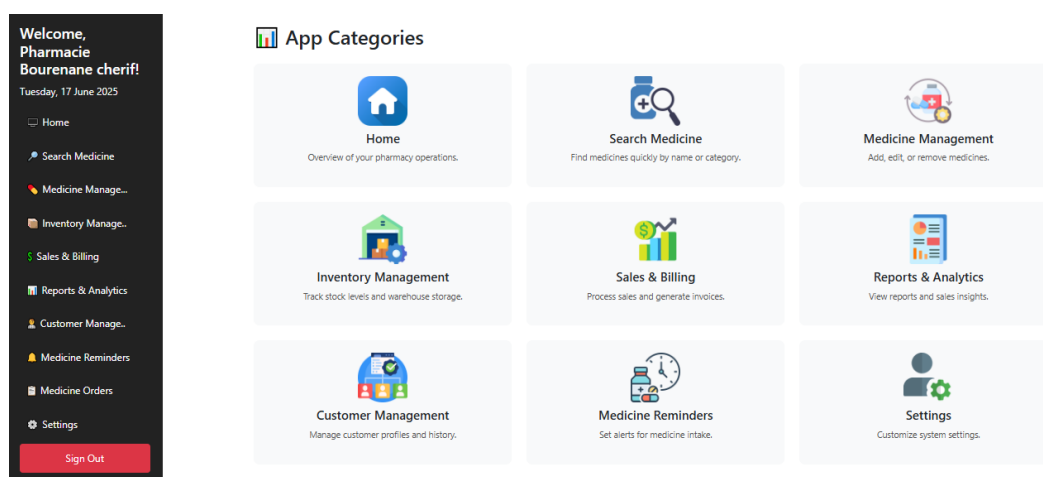 Welcome,
Pharmacie
Bourenane cherif!
Tuesday, 17 June 2025
Home
Search Medicine
Medicine Manage...
Inventory Manage..
Sales & Billing
Reports & Analytics
Customer Manage..
Medicine Reminders
Medicine Orders
Settings
Sign Out
App Categories
Home
Overview of your pharmacy operations.
Search Medicine
Find medicines quickly by name or category.
Medicine Management
Add, edit, or remove medicines.
Inventory Management
Track stock levels and warehouse storage.
Sales & Billing
Process sales and generate invoices.
Reports & Analytics
View reports and sales insights.
Customer Management
Manage customer profiles and history.
Medicine Reminders
Set alerts for medicine intake.
Settings
Customize system settings.